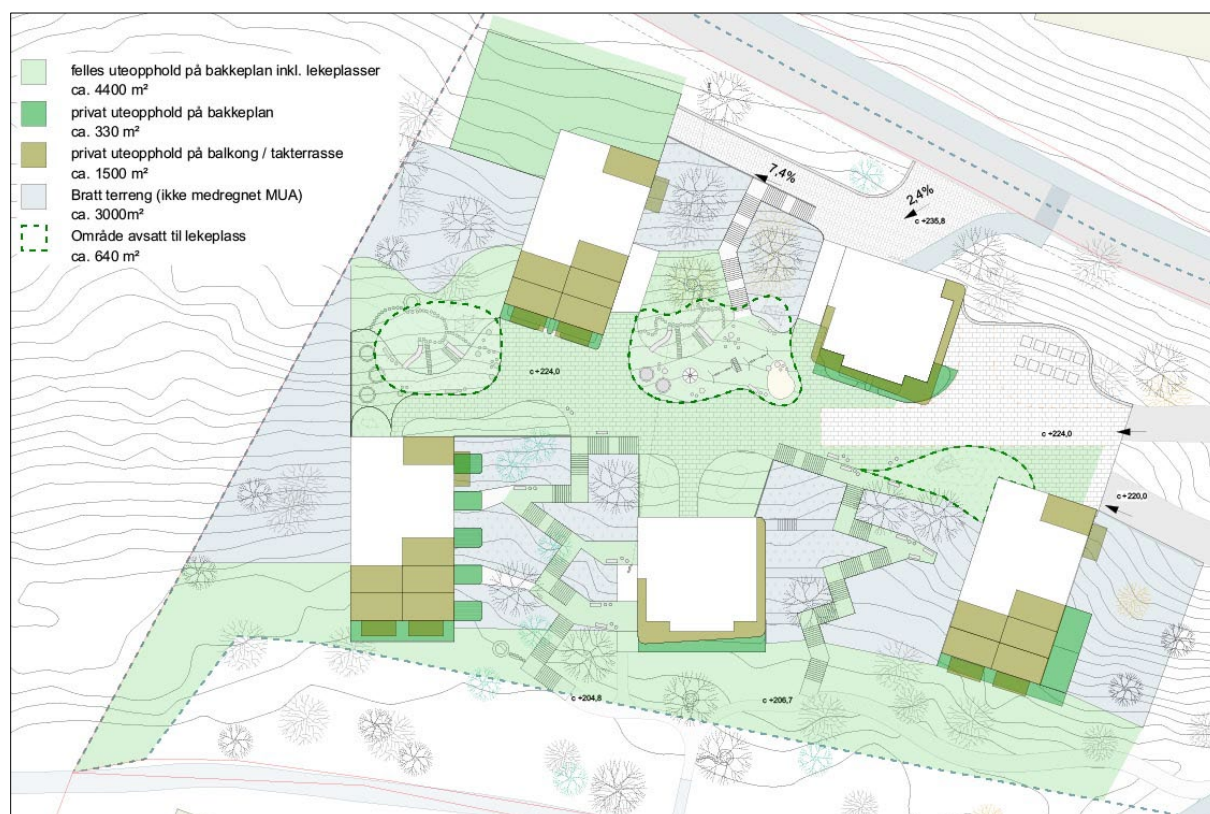 felles uteopphold på bakkeplan inkl. lekeplasser
ca. 4400 m²
privat uteopphold på bakkeplan
ca. 330 m²
privat uteopphold på balkong / takterrasse
ca. 1500 m²
Bratt terreng (ikke medregnet MUA)
ca. 3000m²
Område avsatt til lekeplass
ca. 640 m²
7,4%
2,4%
c +235,8
c +224,0
c +224,0
c +220,0
c +204,8
c +206,7